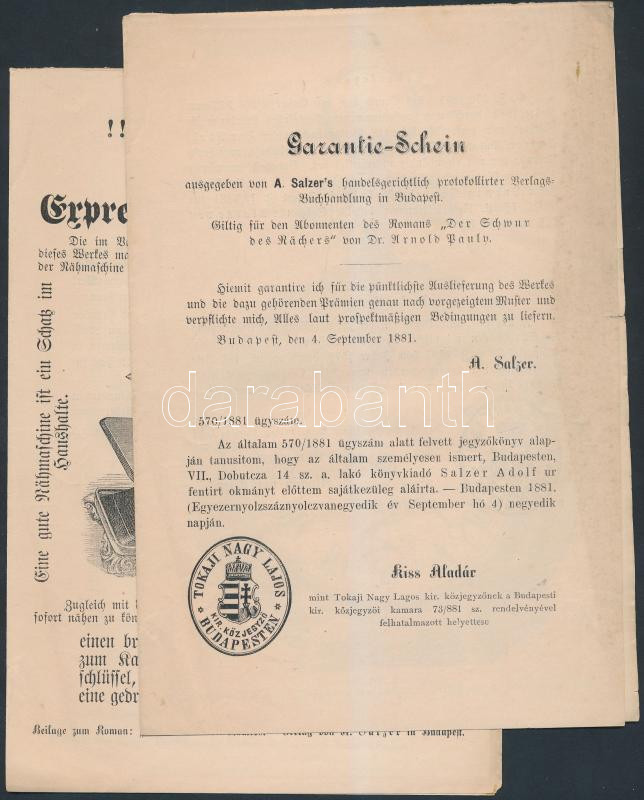 Garantie-Schein
ausgegeben von A. Salzer's handelsgerichtlich protokollirter Verlags-
Buchhandlung in Budapest.
Giltig für den Abonnenten des Romans „Der Schwur
des Rächers" von Dr. Arnold Pauly.
Hiemit garantire ich für die pünktlichste Auslieferung des Werkes
und die dazu gehörenden Prämien genau nach vorgezeigtem Muster und
verpflichte mich, Alles laut prospektmäßigen Bedingungen zu liefern.
Budapest, den 4. September 1881.
A. Salzer.
570/1881 ügyszám.
Az általam 570/1881 ügyszám alatt felvett jegyzőkönyv alap-
ján tanusitom, hogy az általam személyesen ismert, Budapesten,
VII., Dobutcza 14 sz. a. lakó könyvkiadó Salzer Adolf ur
fentirt okmányt előttem sajátkezüleg aláirta. — Budapesten 1881.
(Egyezernyolczszáznyolczvanegyedik év September hó 4) negyedik
napján.
TOKAJI NAGY LAJOS
KIR. KÖZJEGYZŐ
BUDAPESTEN
Kiss Aladár
mint Tokaji Nagy Lagos kir. közjegyzőnek a Budapesti
kir. közjegyzői kamara 73/881 sz. rendelvényével
felhatalmazott helyettese
!!
Expre
Die im
dieses Werkes
der Nähmaschine
Eine gute Nähmaschine ist ein Schatz im
Haushalte.
Zugleich mit
sofort nähen zu
einen
zum
schlüssel,
eine
Beilage zum Roman:
Salzer in Budapest.
darabanth